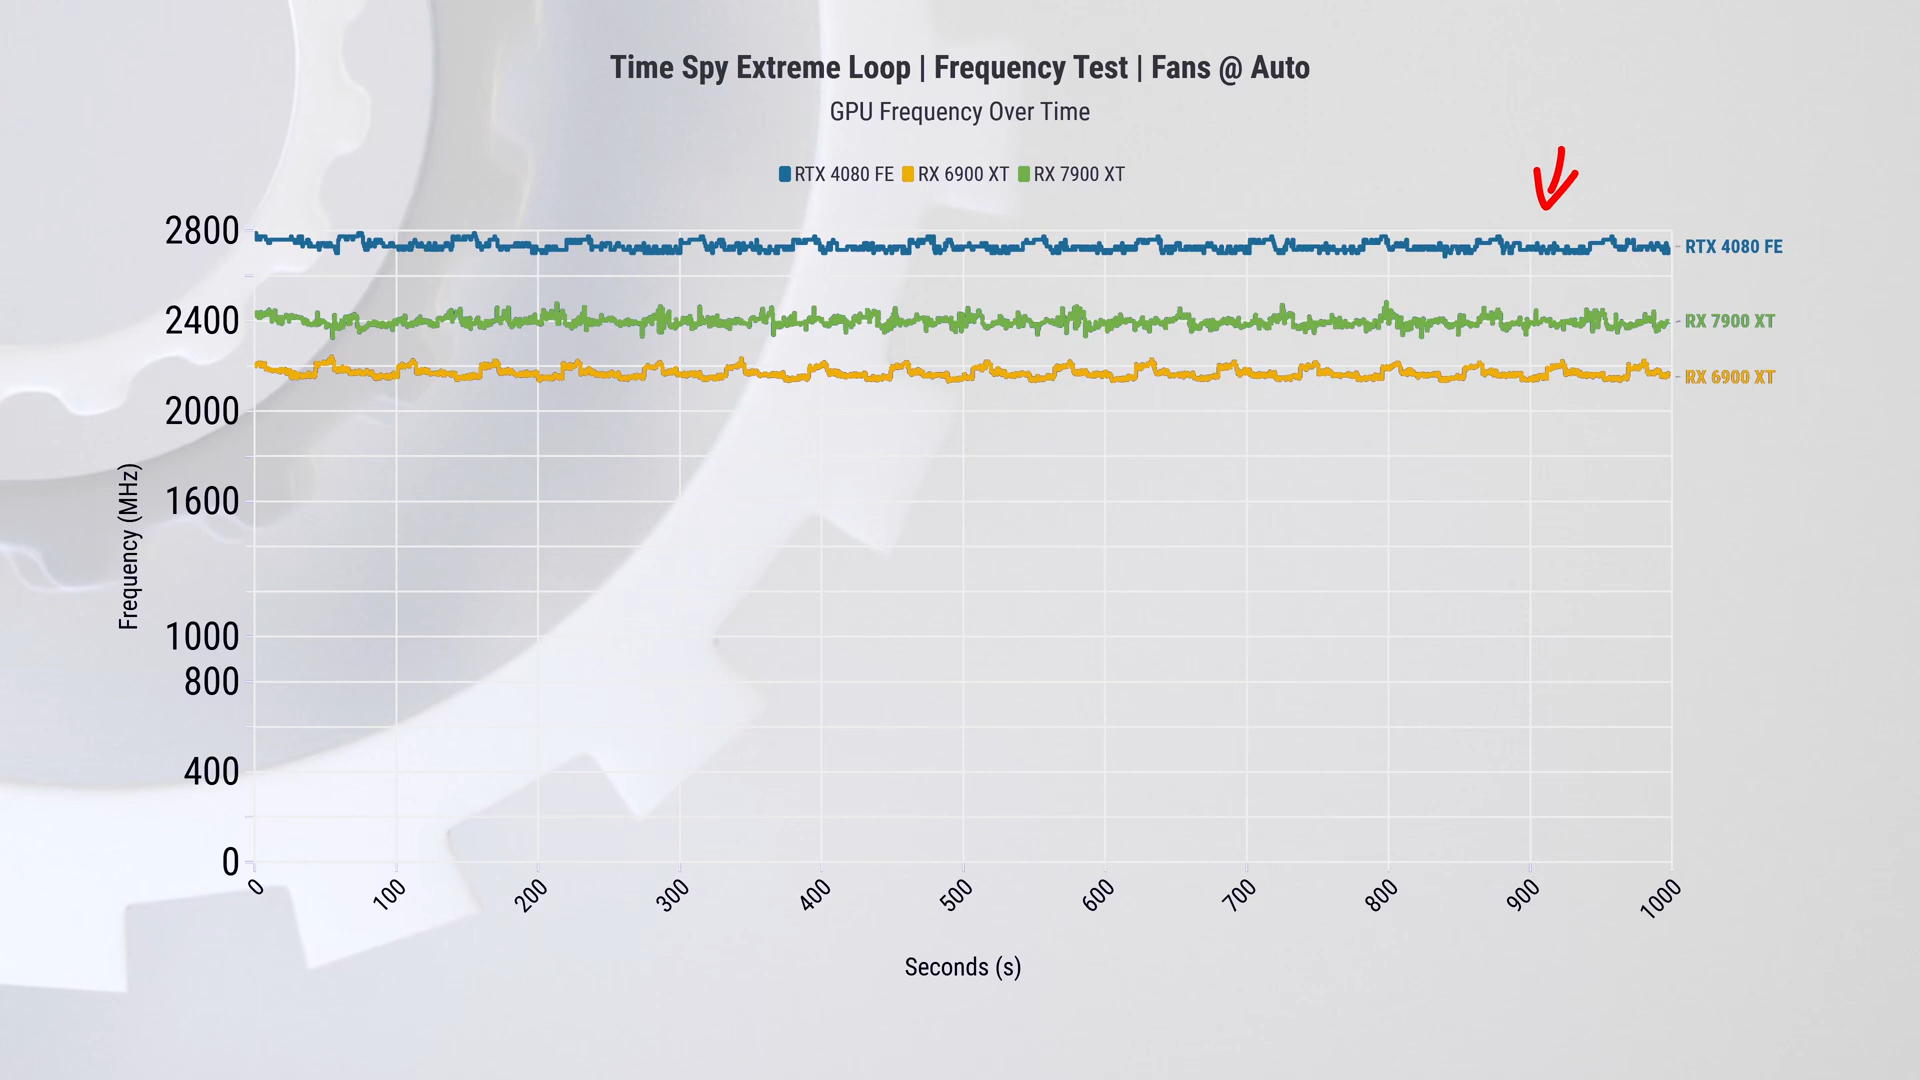 Time Spy Extreme Loop | Frequency Test | Fans @ Auto
GPU Frequency Over Time
RTX 4080 FE RX 6900 XT RX 7900 XT
2800
2400
2000
1600
1000
800
400
0
Frequency (MHz)
RTX 4080 FE
RX 7900 XT
RX 6900 XT
0 100 200 300 400 500 600 700 800 900 1000
Seconds (s)